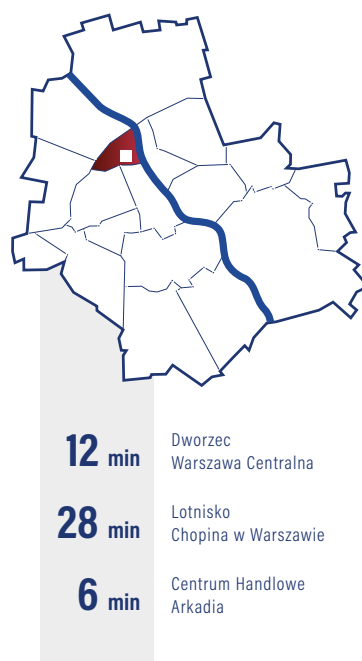 12 min
Dworzec
Warszawa Centralna
28 min
Lotnisko
Chopina w Warszawie
6 min
Centrum Handlowe
Arkadia